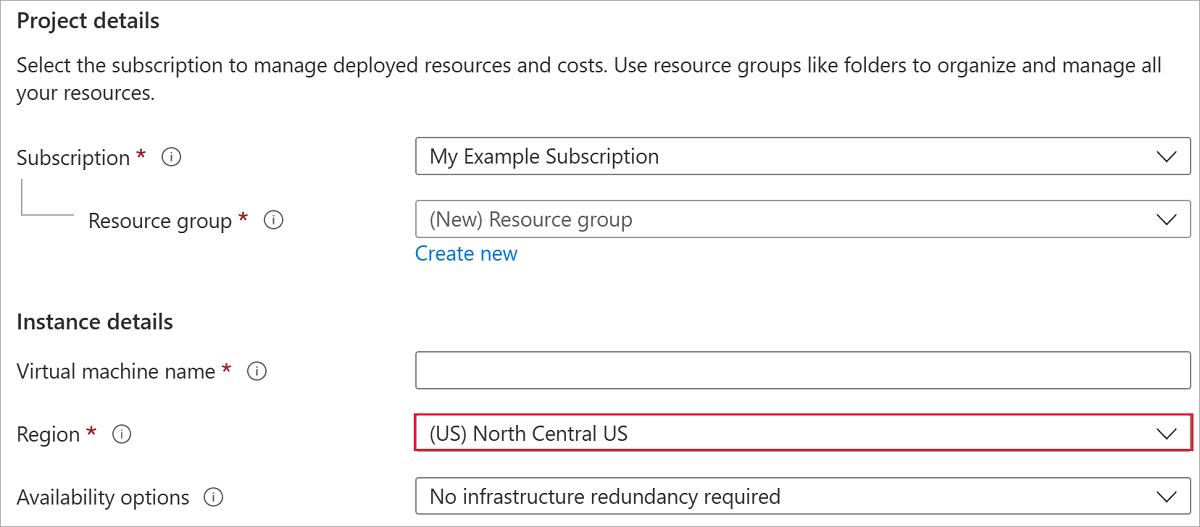 Project details
Select the subscription to manage deployed resources and costs. Use resource groups like folders to organize and manage all
your resources.
Subscription *
My Example Subscription
Resource group *
(New) Resource group
Create new
Instance details
Virtual machine name *
Region *
(US) North Central US
Availability options
No infrastructure redundancy required